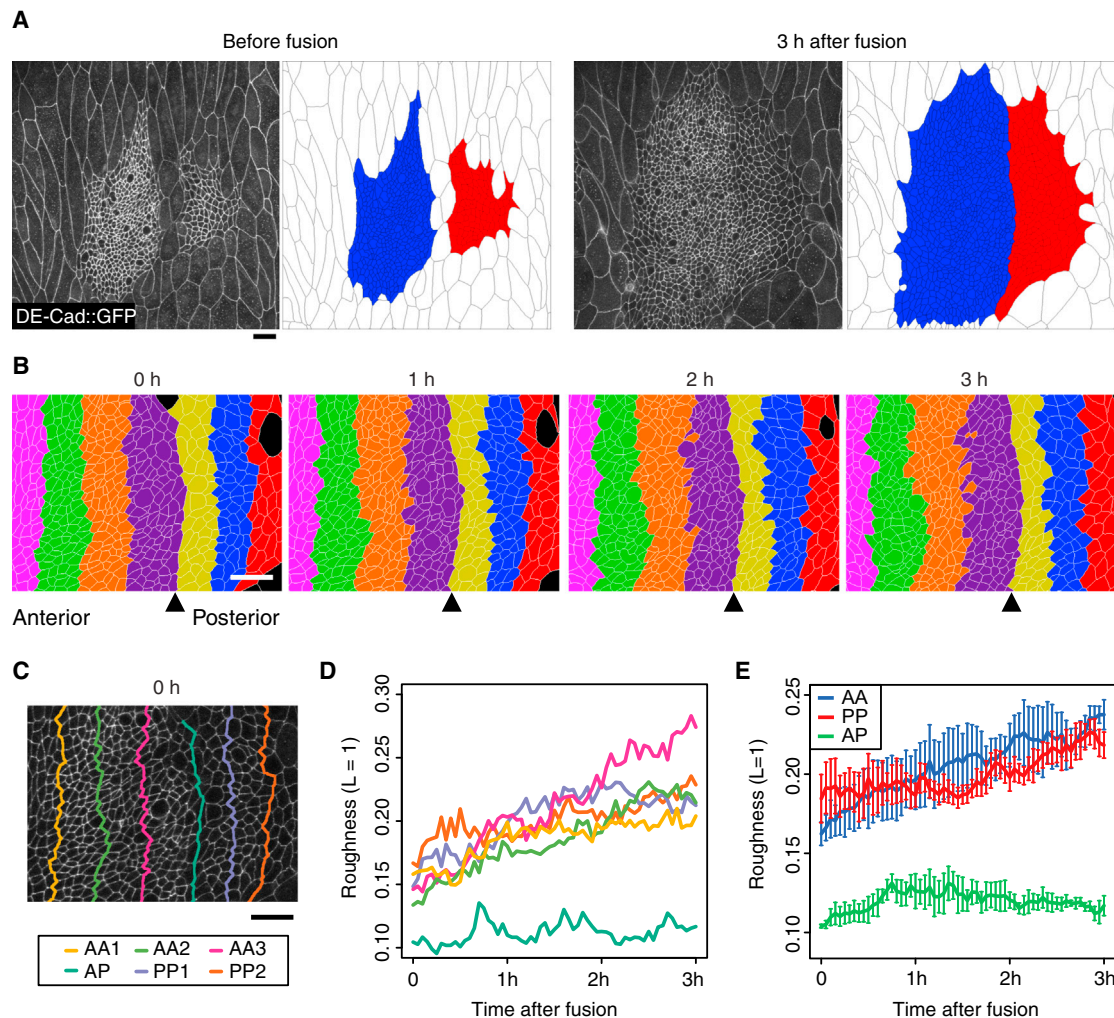 A
Before fusion
3 h after fusion
DE-Cad::GFP
B
0 h
1 h
2 h
3 h
Anterior
Posterior
C
0 h
AA1
AA2
AA3
AP
PP1
PP2
D
Roughness (L = 1)
0.30
0.25
0.20
0.15
0.10
0
1h
2h
3h
Time after fusion
E
AA
PP
AP
Roughness (L=1)
0.25
0.20
0.15
0.10
0
1h
2h
3h
Time after fusion